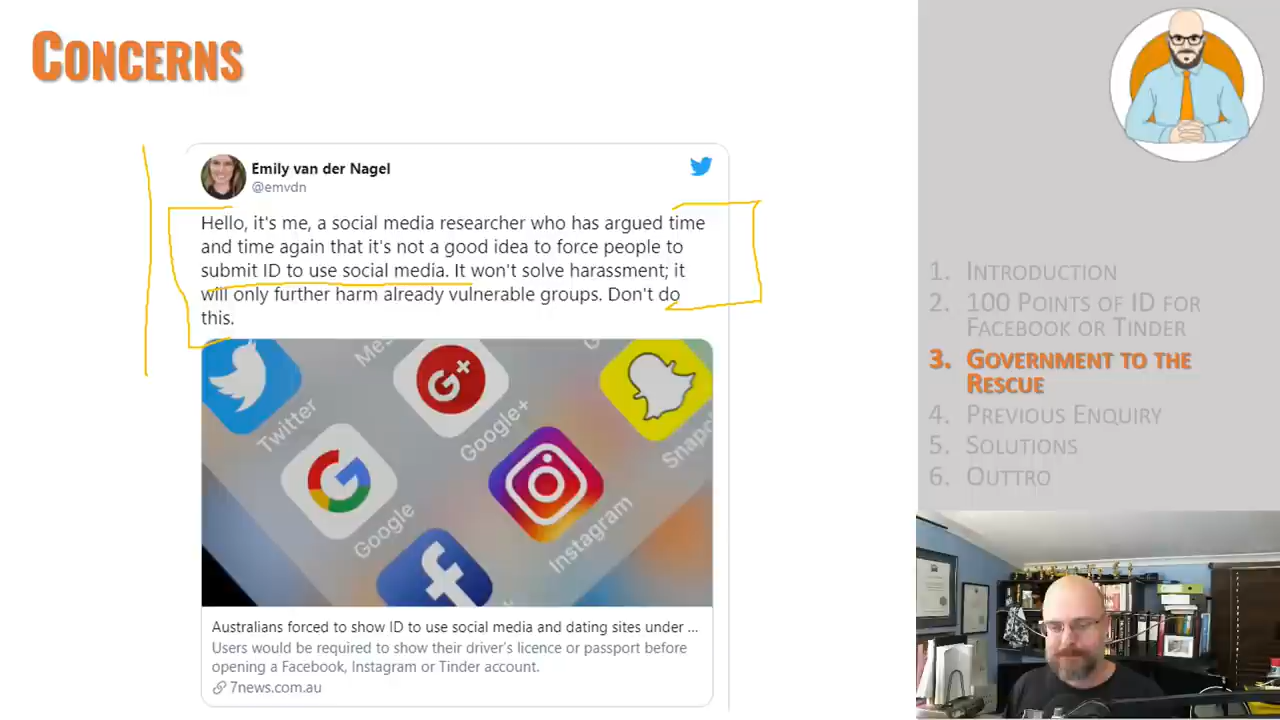 CONCERNS
Emily van der Nagel
@emvdn
Hello, it's me, a social media researcher who has argued time
and time again that it's not a good idea to force people to
submit ID to use social media. It won't solve harassment; it
will only further harm already vulnerable groups. Don't do
this.
Twitter
Google+
Google
Instagram
Australians forced to show ID to use social media and dating sites under ...
Users would be required to show their driver's licence or passport before
opening a Facebook, Instagram or Tinder account.
7news.com.au
1. INTRODUCTION
2. 100 POINTS OF ID FOR
FACEBOOK OR TINDER
3. GOVERNMENT TO THE
RESCUE
4. PREVIOUS ENQUIRY
5. SOLUTIONS
6. OUTTRO